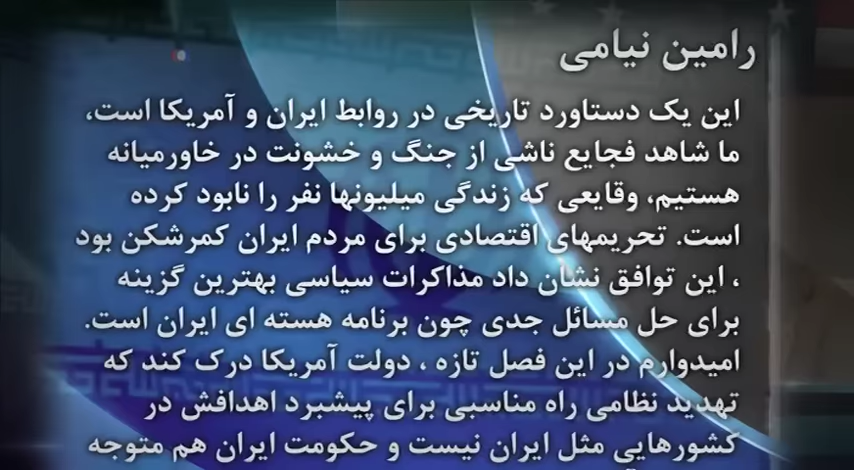 رامین نیامی
این یک دستاورد تاریخی در روابط ایران و آمریکا است،
ما شاهد فجایع ناشی از جنگ و خشونت در خاورمیانه
هستیم، وقایعی که زندگی میلیونها نفر را نابود کرده
است. تحریمهای اقتصادی برای مردم ایران کمرشکن بود
، این توافق نشان داد مذاکرات سیاسی بهترین گزینه
برای حل مسائل جدی چون برنامه هسته ای ایران است.
امیدوارم در این فصل تازه ، دولت آمریکا درک کند که
تهدید نظامی راه مناسبی برای پیشبرد اهدافش در
کشورهایی مثل ایران نیست و حکومت ایران هم متوجه